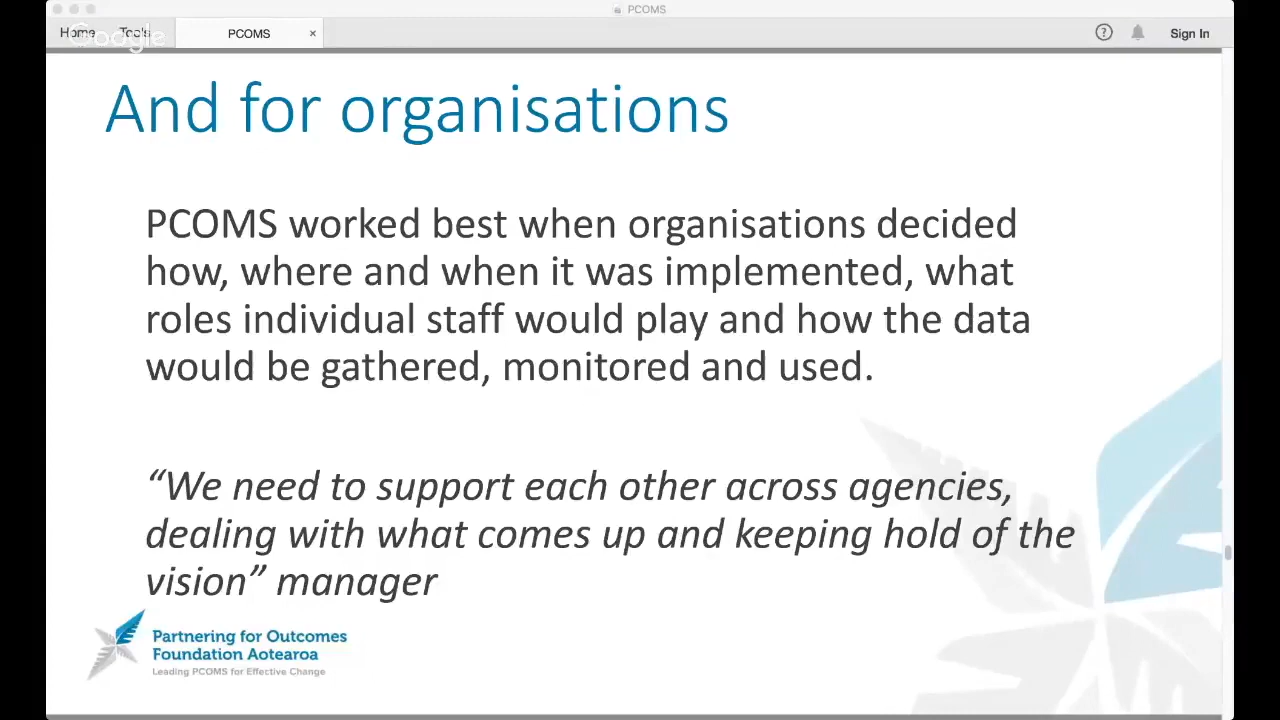 PCOMS
Home Tools PCOMS × ? Sign In
Google
And for organisations
PCOMS worked best when organisations decided
how, where and when it was implemented, what
roles individual staff would play and how the data
would be gathered, monitored and used.
“We need to support each other across agencies,
dealing with what comes up and keeping hold of the
vision” manager
Partnering for Outcomes
Foundation Aotearoa
Leading PCOMS for Effective Change